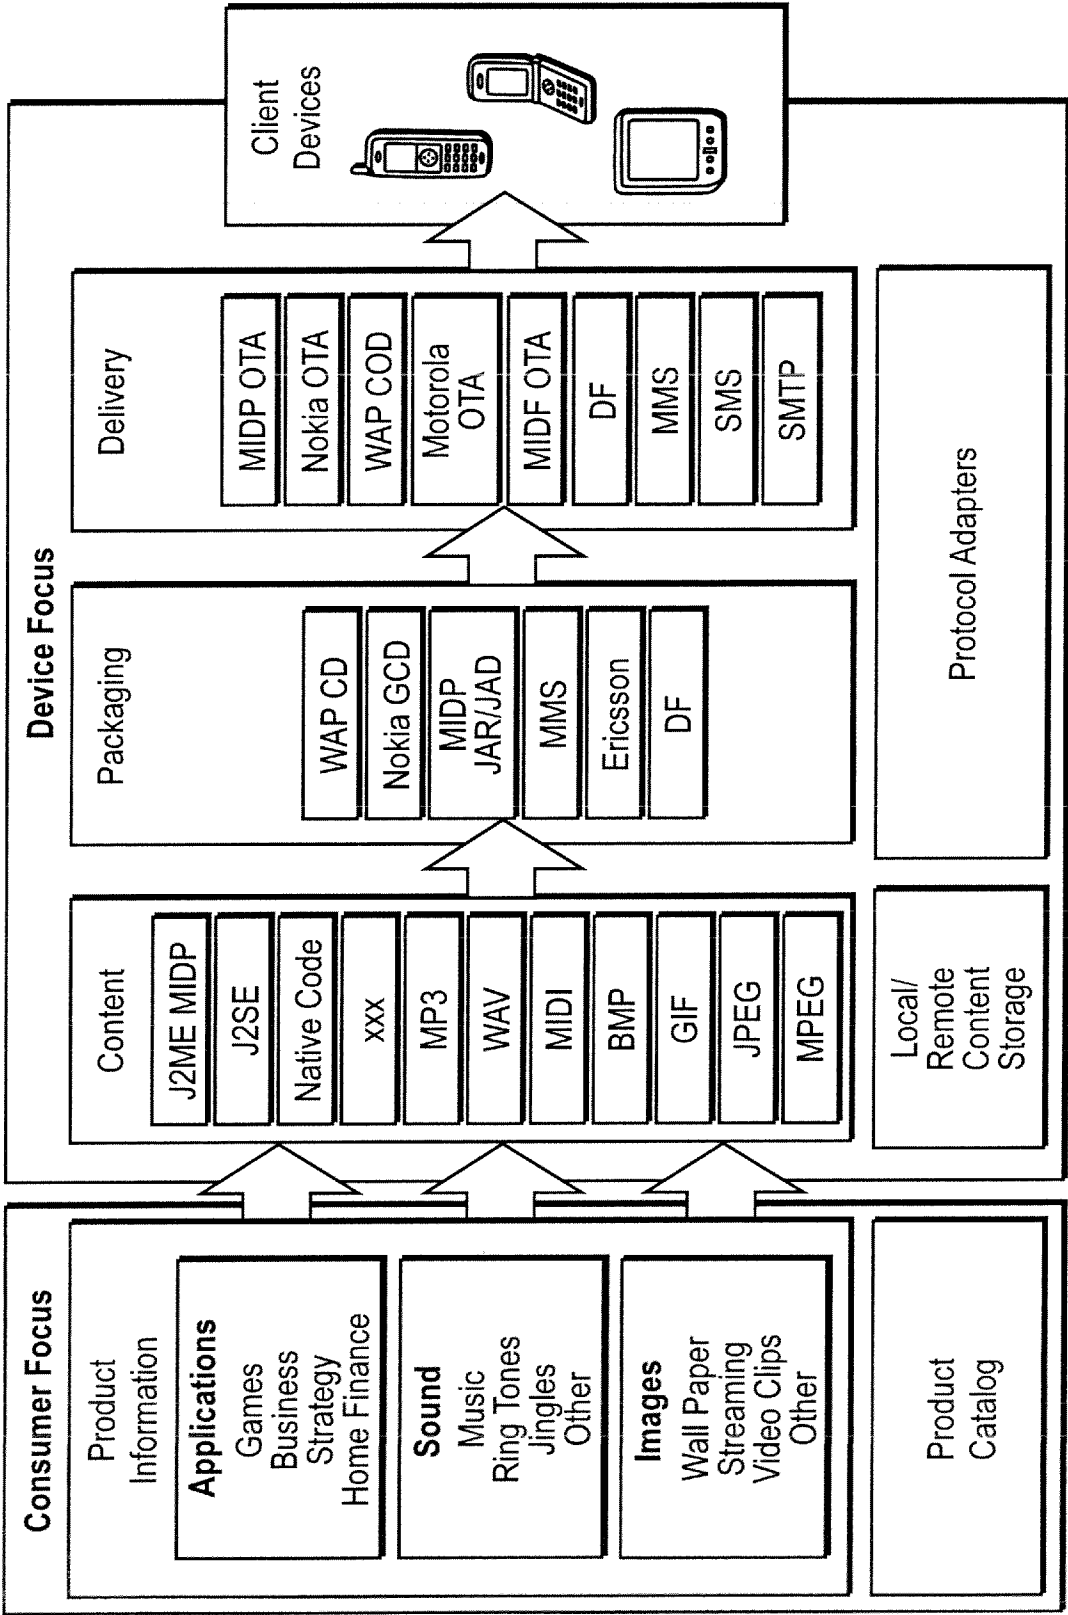 Consumer Focus
Product
Information
Applications
Games
Business
Strategy
Home Finance
Sound
Music
Ring Tones
Jingles
Other
Images
Wall Paper
Streaming
Video Clips
Other
Product
Catalog
Device Focus
Content
J2ME MIDP
J2SE
Native Code
xxx
MP3
WAV
MIDI
BMP
GIF
JPEG
MPEG
Local/
Remote
Content
Storage
Packaging
WAP CD
Nokia GCD
MIDP
JAR/JAD
MMS
Ericsson
DF
Delivery
MIDP OTA
Nokia OTA
WAP COD
Motorola
OTA
MIDF OTA
DF
MMS
SMS
SMTP
Protocol Adapters
Client
Devices